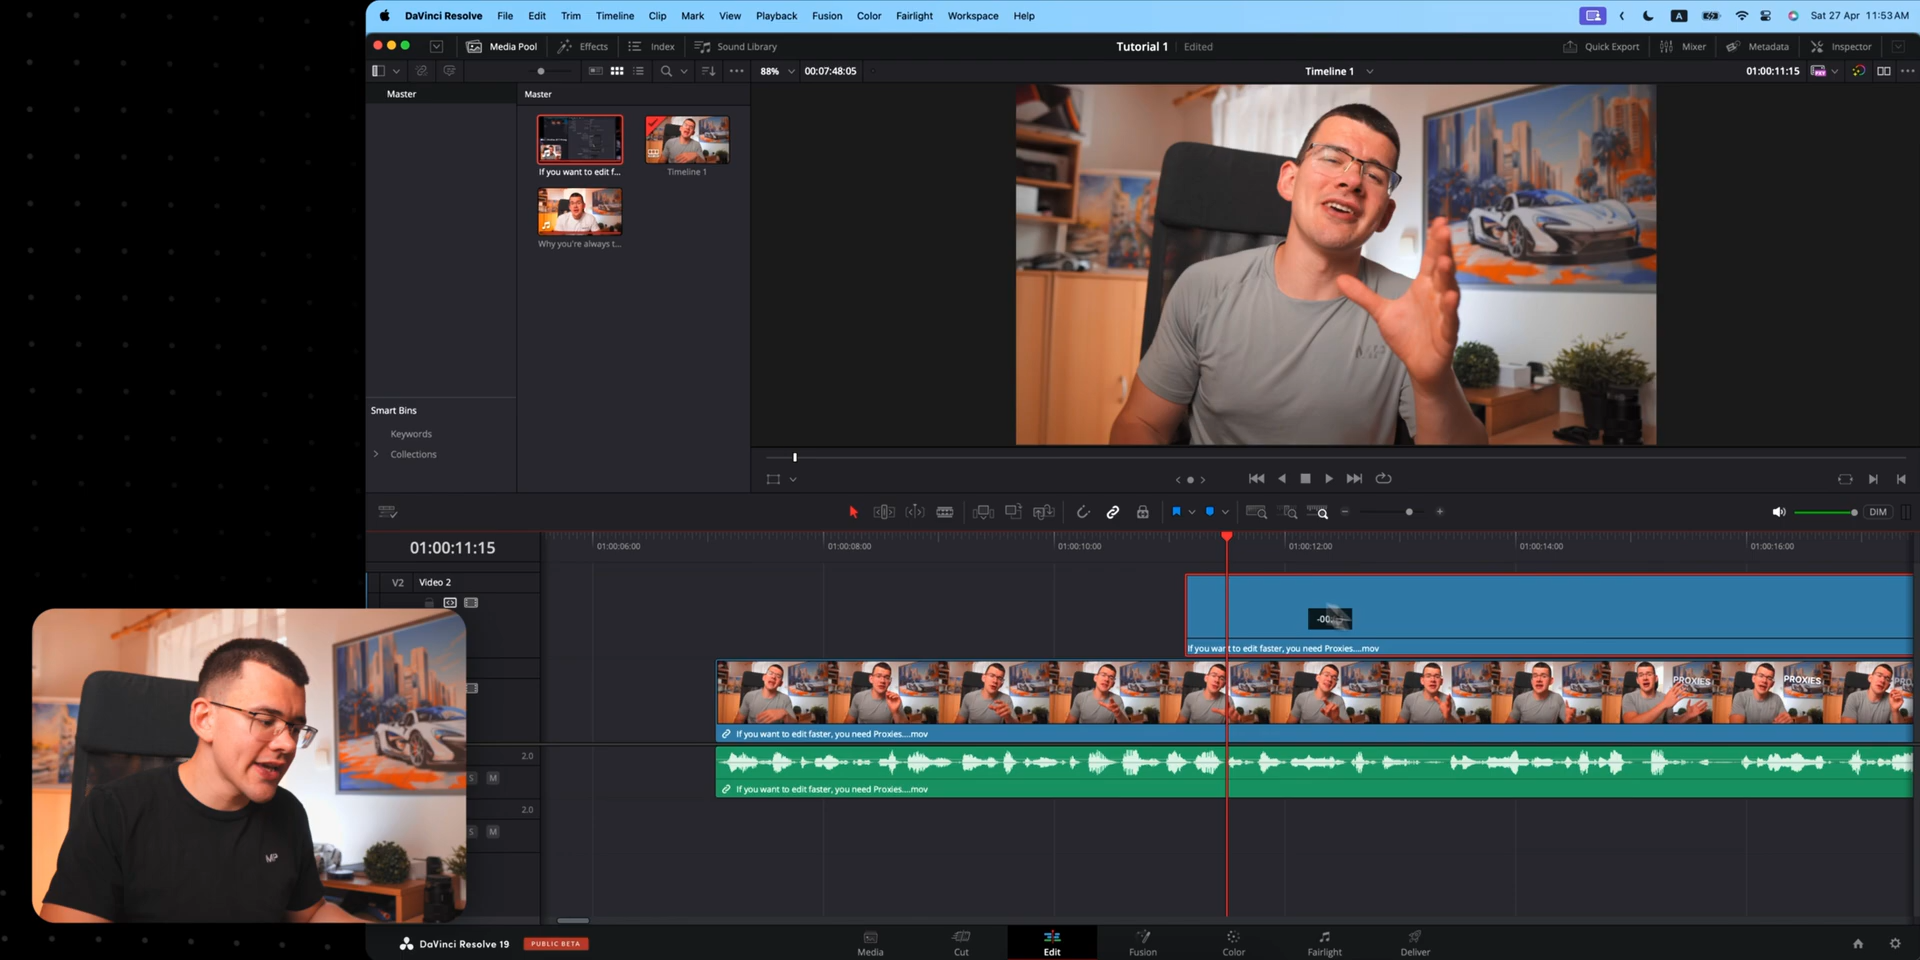 DaVinci Resolve File Edit Trim Timeline Clip Mark View Playback Fusion Color Fairlight Workspace Help
A
Sat 27 Apr 11:53 AM
Media Pool Effects Index Sound Library
Tutorial 1 Edited
Quick Export Mixer Metadata Inspector
88% 00:07:48:05
Timeline 1
01:00:11:15
Master
Master
If you want to edit f...
Timeline 1
Why you're always t...
Smart Bins
Keywords
Collections
DIM
01:00:11:15
01:00:06:00 01:00:08:00 01:00:10:00 01:00:12:00 01:00:14:00 01:00:16:00
V2 Video 2
If you want to edit faster, you need Proxies....mov
PROXIES PROXIES
If you want to edit faster, you need Proxies....mov
2.0
S M
If you want to edit faster, you need Proxies....mov
2.0
S M
MP
DaVinci Resolve 19 PUBLIC BETA
Media Cut Edit Fusion Color Fairlight Deliver